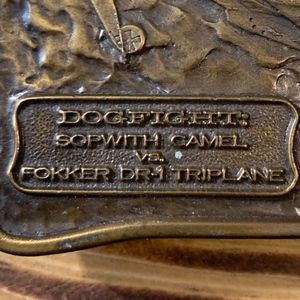 DOGFIGHT:
SOPWITH CAMEL
vs.
FOKKER DR-1 TRIPLANE